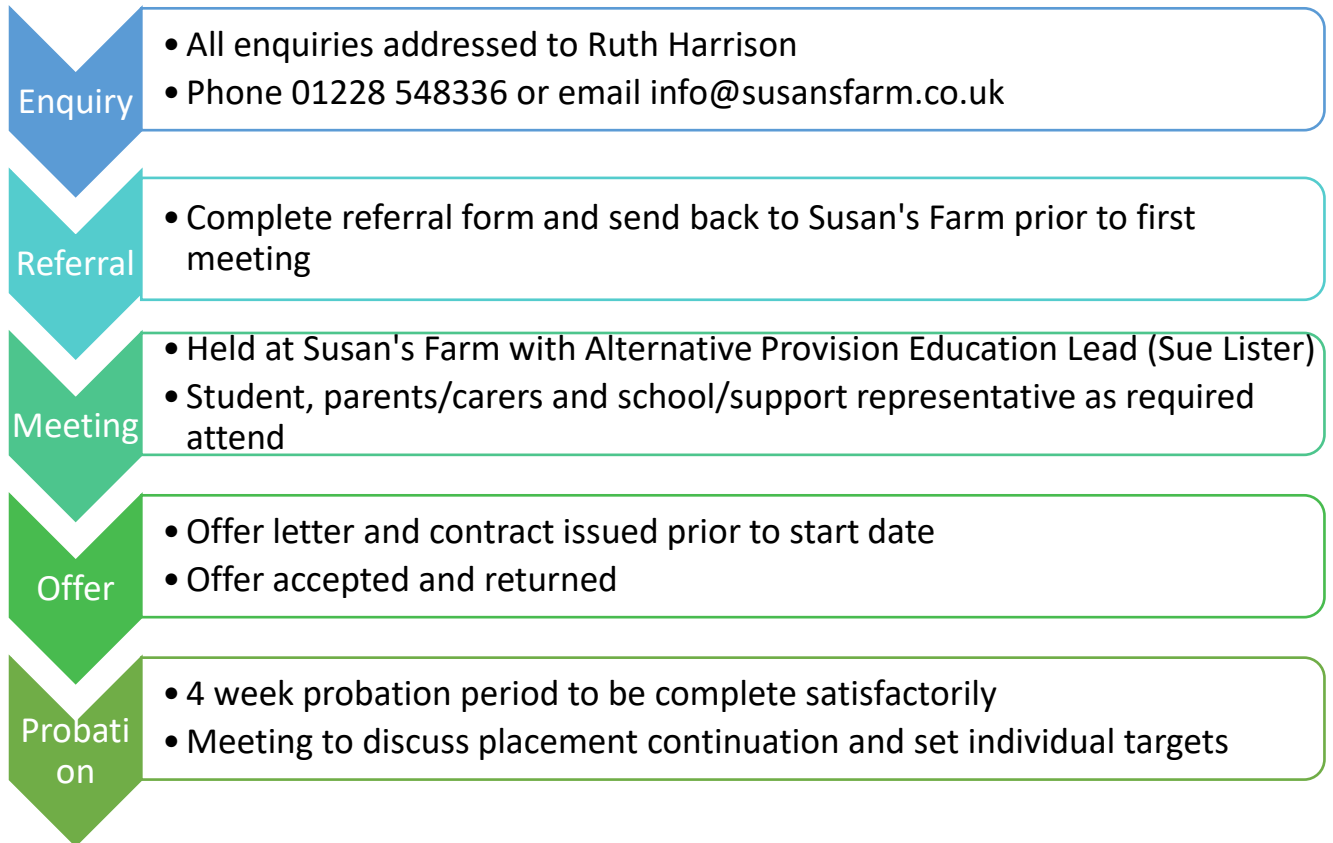 Enquiry
• All enquiries addressed to Ruth Harrison
• Phone 01228 548336 or email info@susansfarm.co.uk
Referral
• Complete referral form and send back to Susan's Farm prior to first
meeting
Meeting
• Held at Susan's Farm with Alternative Provision Education Lead (Sue Lister)
• Student, parents/carers and school/support representative as required
attend
Offer
• Offer letter and contract issued prior to start date
• Offer accepted and returned
Probati
on
• 4 week probation period to be complete satisfactorily
• Meeting to discuss placement continuation and set individual targets